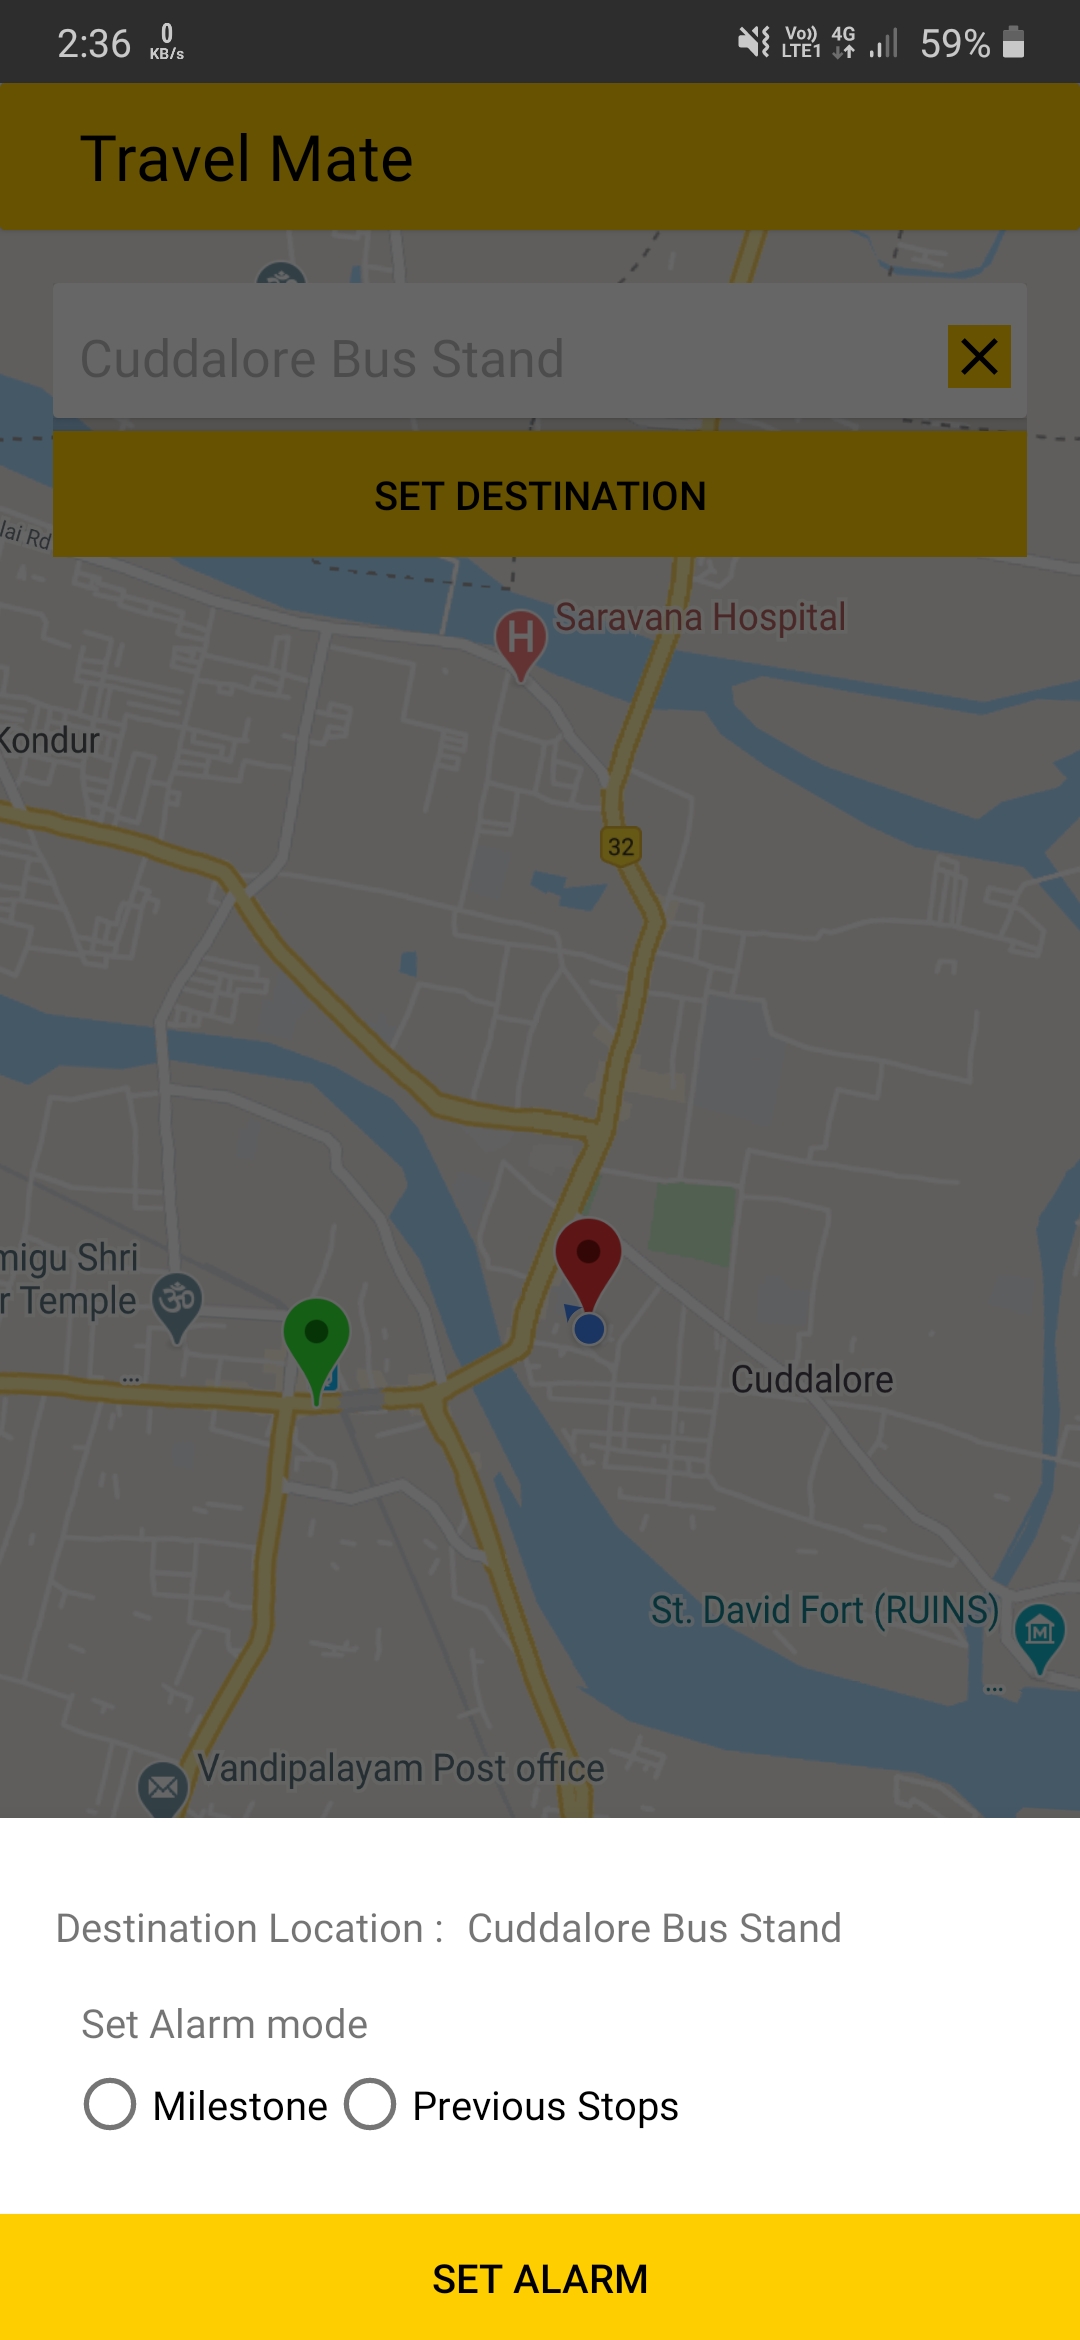 2:36 0 KB/s Vo)) LTE1 4G 59%
Travel Mate
Cuddalore Bus Stand
SET DESTINATION
lai Rd
Saravana Hospital
Kondur
32
migu Shri
r Temple
...
Cuddalore
St. David Fort (RUINS)
...
Vandipalayam Post office
Destination Location : Cuddalore Bus Stand
Set Alarm mode
Milestone Previous Stops
SET ALARM